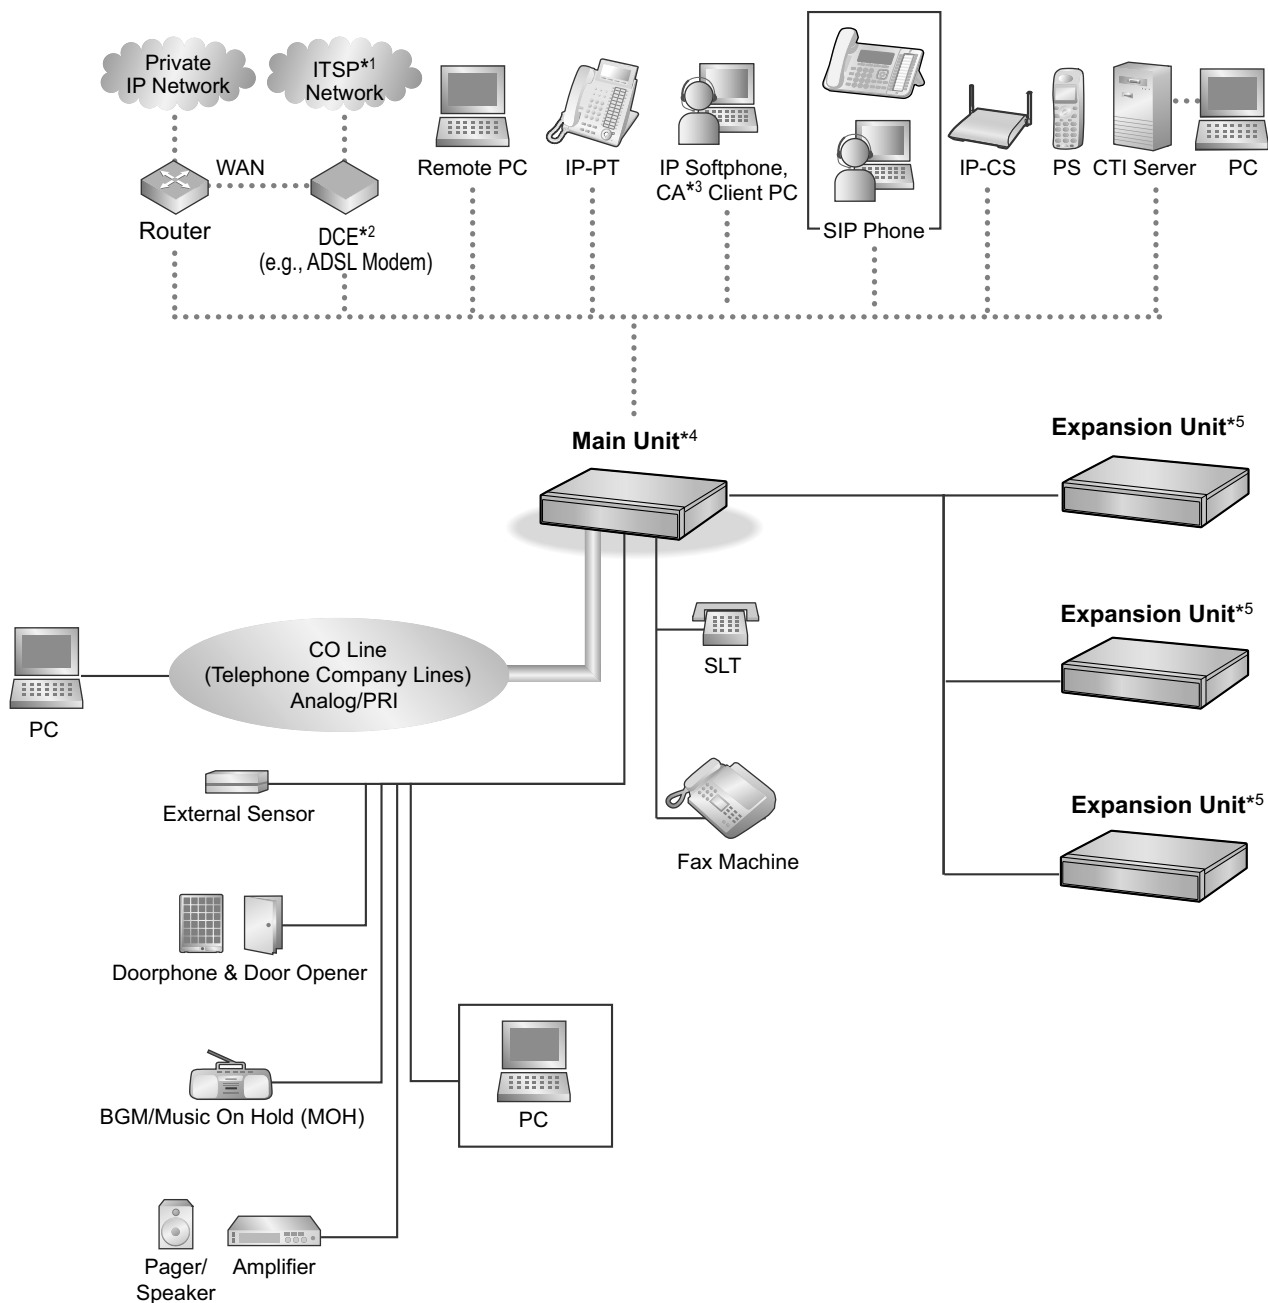 Private
IP Network
ITSP*1
Network
WAN
Router
DCE*2
(e.g., ADSL Modem)
Remote PC
IP-PT
IP Softphone,
CA*3 Client PC
SIP Phone
IP-CS
PS
CTI Server
PC
Main Unit*4
Expansion Unit*5
Expansion Unit*5
Expansion Unit*5
CO Line
(Telephone Company Lines)
Analog/PRI
PC
SLT
Fax Machine
External Sensor
Doorphone & Door Opener
BGM/Music On Hold (MOH)
PC
Pager/
Speaker
Amplifier